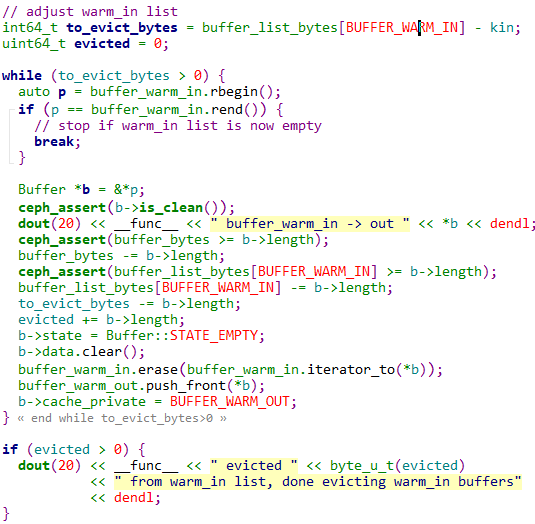 // adjust warm_in list
int64_t to_evict_bytes = buffer_list_bytes[BUFFER_WARM_IN] - kin;
uint64_t evicted = 0;
while (to_evict_bytes > 0) {
auto p = buffer_warm_in.rbegin();
if (p == buffer_warm_in.rend()) {
// stop if warm_in list is now empty
break;
}
Buffer *b = &*p;
ceph_assert(b->is_clean());
dout(20) << __func__ << " buffer_warm_in -> out " << *b << dendl;
ceph_assert(buffer_bytes >= b->length);
buffer_bytes -= b->length;
ceph_assert(buffer_list_bytes[BUFFER_WARM_IN] >= b->length);
buffer_list_bytes[BUFFER_WARM_IN] -= b->length;
to_evict_bytes -= b->length;
evicted += b->length;
b->state = Buffer::STATE_EMPTY;
b->data.clear();
buffer_warm_in.erase(buffer_warm_in.iterator_to(*b));
buffer_warm_out.push_front(*b);
b->cache_private = BUFFER_WARM_OUT;
} « end while to_evict_bytes>0 »
if (evicted > 0) {
dout(20) << __func__ << " evicted " << byte_u_t(evicted)
<< " from warm_in list, done evicting warm_in buffers"
<< dendl;
}